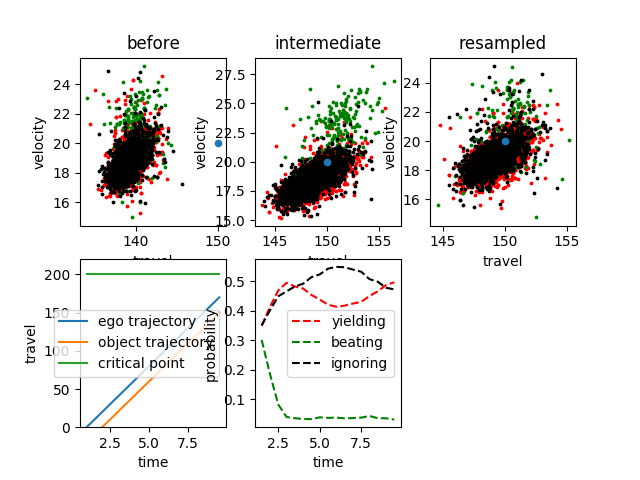 before
intermediate
resampled
24
22
20
18
16
velocity
140
150
travel
27.5
25.0
22.5
20.0
17.5
15.0
velocity
145
150
155
travel
24
22
20
18
16
velocity
145
150
155
travel
200
150
100
50
0
travel
ego trajectory
object trajectory
critical point
2.5
5.0
7.5
time
0.5
0.4
0.3
0.2
0.1
probability
yielding
beating
ignoring
2.5
5.0
7.5
time